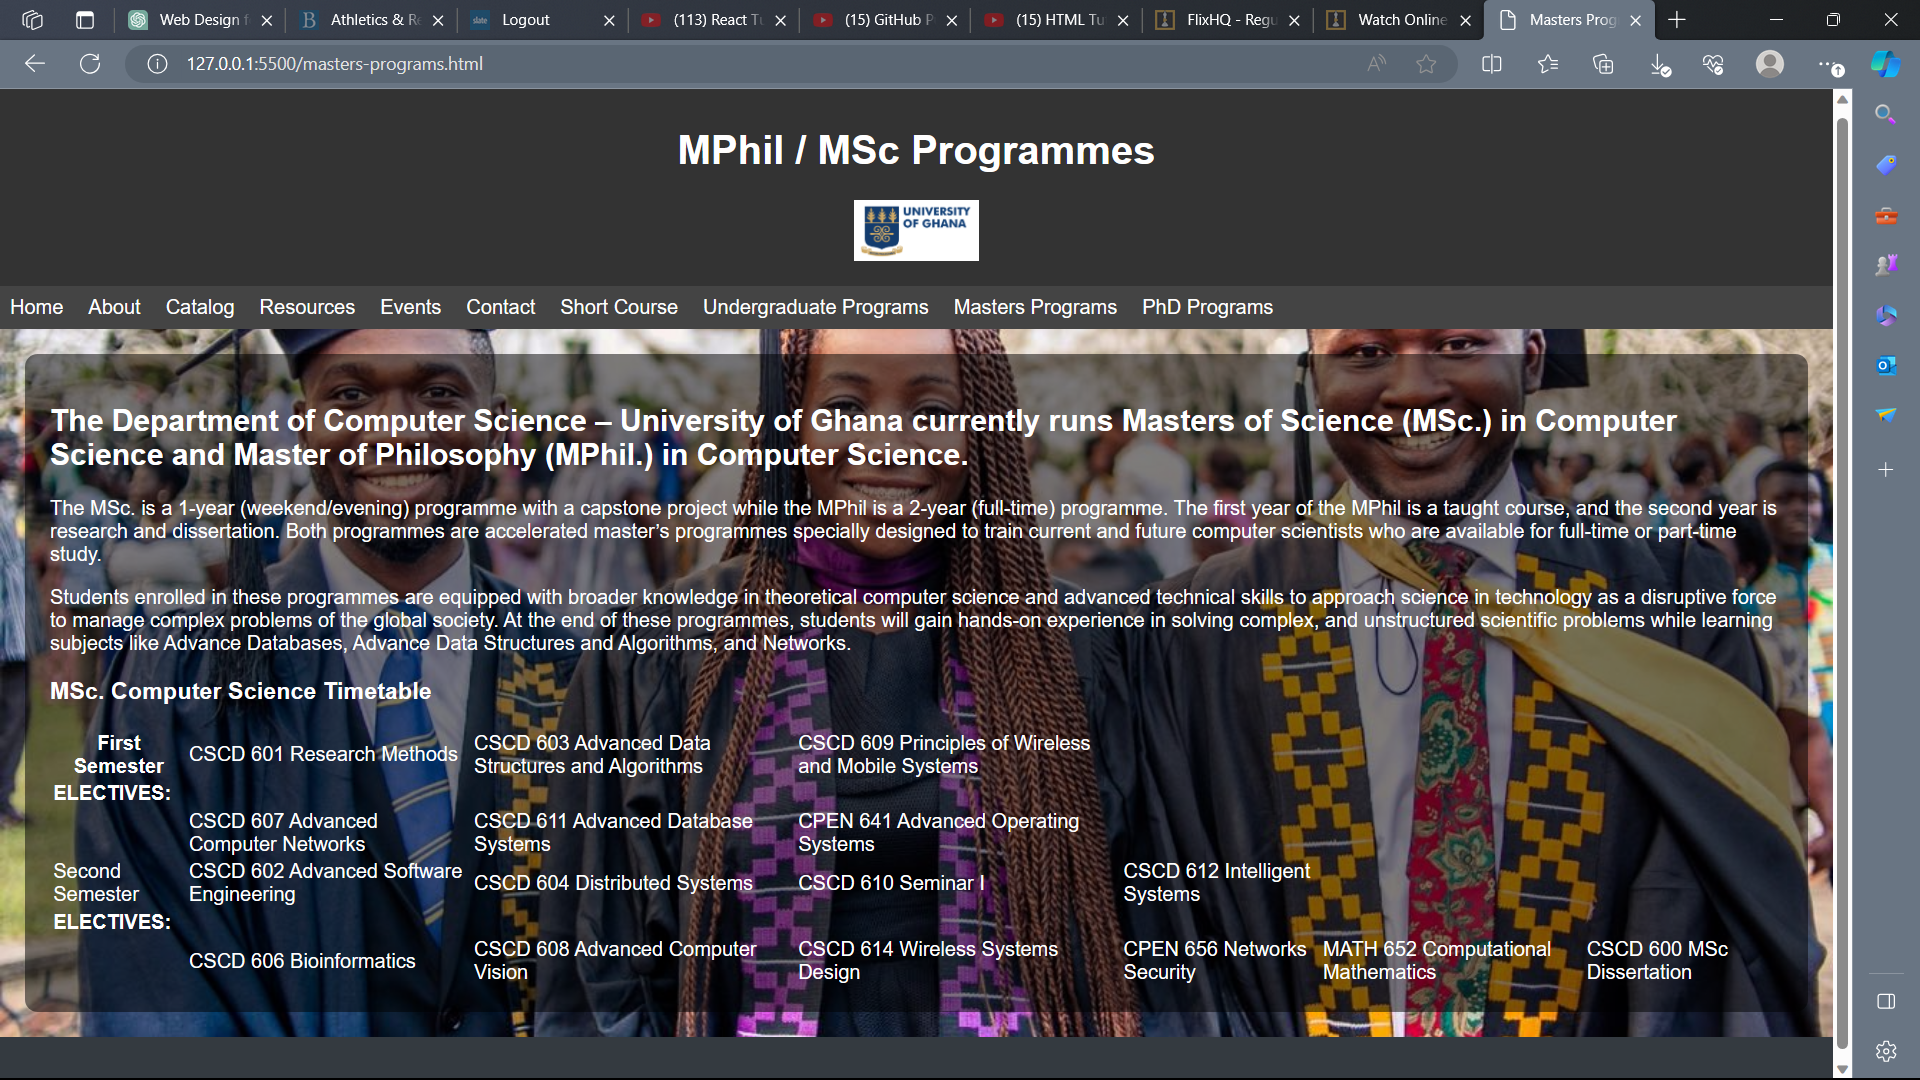 Web Design f
Athletics & Re
Logout
(113) React Tu
(15) GitHub P
(15) HTML Tu
FlixHQ - Regu
Watch Online
Masters Prog
127.0.0.1:5500/masters-programs.html
MPhil / MSc Programmes
UNIVERSITY
OF GHANA
Home About Catalog Resources Events Contact Short Course Undergraduate Programs Masters Programs PhD Programs
The Department of Computer Science – University of Ghana currently runs Masters of Science (MSc.) in Computer
Science and Master of Philosophy (MPhil.) in Computer Science.
The MSc. is a 1-year (weekend/evening) programme with a capstone project while the MPhil is a 2-year (full-time) programme. The first year of the MPhil is a taught course, and the second year is
research and dissertation. Both programmes are accelerated master’s programmes specially designed to train current and future computer scientists who are available for full-time or part-time
study.
Students enrolled in these programmes are equipped with broader knowledge in theoretical computer science and advanced technical skills to approach science in technology as a disruptive force
to manage complex problems of the global society. At the end of these programmes, students will gain hands-on experience in solving complex, and unstructured scientific problems while learning
subjects like Advance Databases, Advance Data Structures and Algorithms, and Networks.
MSc. Computer Science Timetable
First
Semester
CSCD 601 Research Methods
CSCD 603 Advanced Data
Structures and Algorithms
CSCD 609 Principles of Wireless
and Mobile Systems
ELECTIVES:
CSCD 607 Advanced
Computer Networks
CSCD 611 Advanced Database
Systems
CPEN 641 Advanced Operating
Systems
Second
Semester
CSCD 602 Advanced Software
Engineering
CSCD 604 Distributed Systems
CSCD 610 Seminar I
CSCD 612 Intelligent
Systems
ELECTIVES:
CSCD 606 Bioinformatics
CSCD 608 Advanced Computer
Vision
CSCD 614 Wireless Systems
Design
CPEN 656 Networks
Security
MATH 652 Computational
Mathematics
CSCD 600 MSc
Dissertation